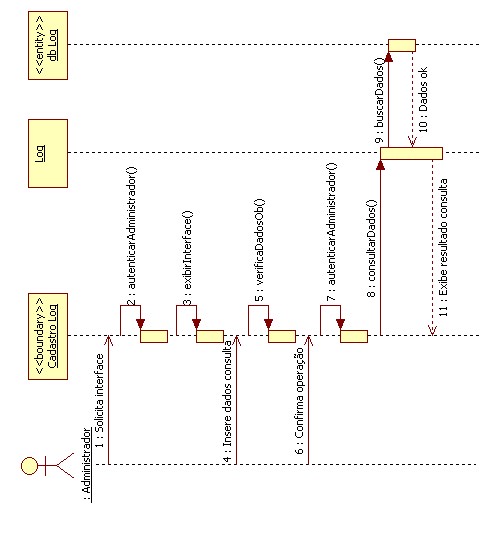 : Administrador
<<boundary>>
Cadastro Log
Log
<<entity>>
db Log
1 : Solicita interface
2 : autenticarAdministrador()
3 : exibirInterface()
4 : Insere dados consulta
5 : verificaDadosOb()
6 : Confirma operação
7 : autenticarAdministrador()
8 : consultarDados()
9 : buscarDados()
10 : Dados ok
11 : Exibe resultado consulta